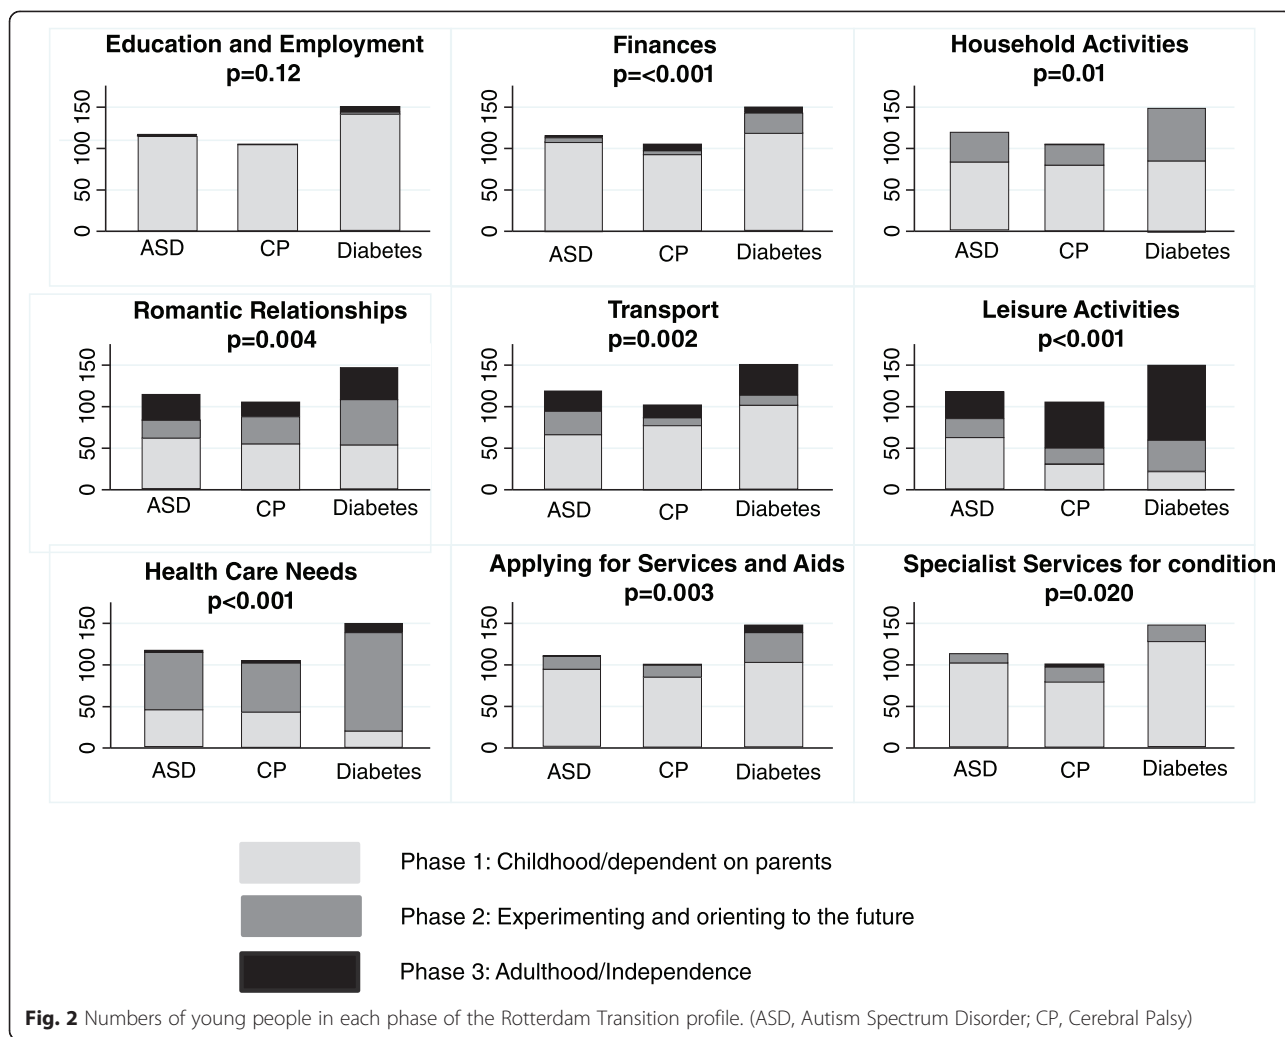 Education and Employment
p=0.12
150
100
50
0
ASD
CP
Diabetes
Finances
p=<0.001
150
100
50
0
ASD
CP
Diabetes
Household Activities
p=0.01
150
100
50
0
ASD
CP
Diabetes
Romantic Relationships
p=0.004
150
100
50
0
ASD
CP
Diabetes
Transport
p=0.002
150
100
50
0
ASD
CP
Diabetes
Leisure Activities
p<0.001
150
100
50
0
ASD
CP
Diabetes
Health Care Needs
p<0.001
150
100
50
0
ASD
CP
Diabetes
Applying for Services and Aids
p=0.003
150
100
50
0
ASD
CP
Diabetes
Specialist Services for condition
p=0.020
150
100
50
0
ASD
CP
Diabetes
Phase 1: Childhood/dependent on parents
Phase 2: Experimenting and orienting to the future
Phase 3: Adulthood/Independence
Fig. 2 Numbers of young people in each phase of the Rotterdam Transition profile. (ASD, Autism Spectrum Disorder; CP, Cerebral Palsy)